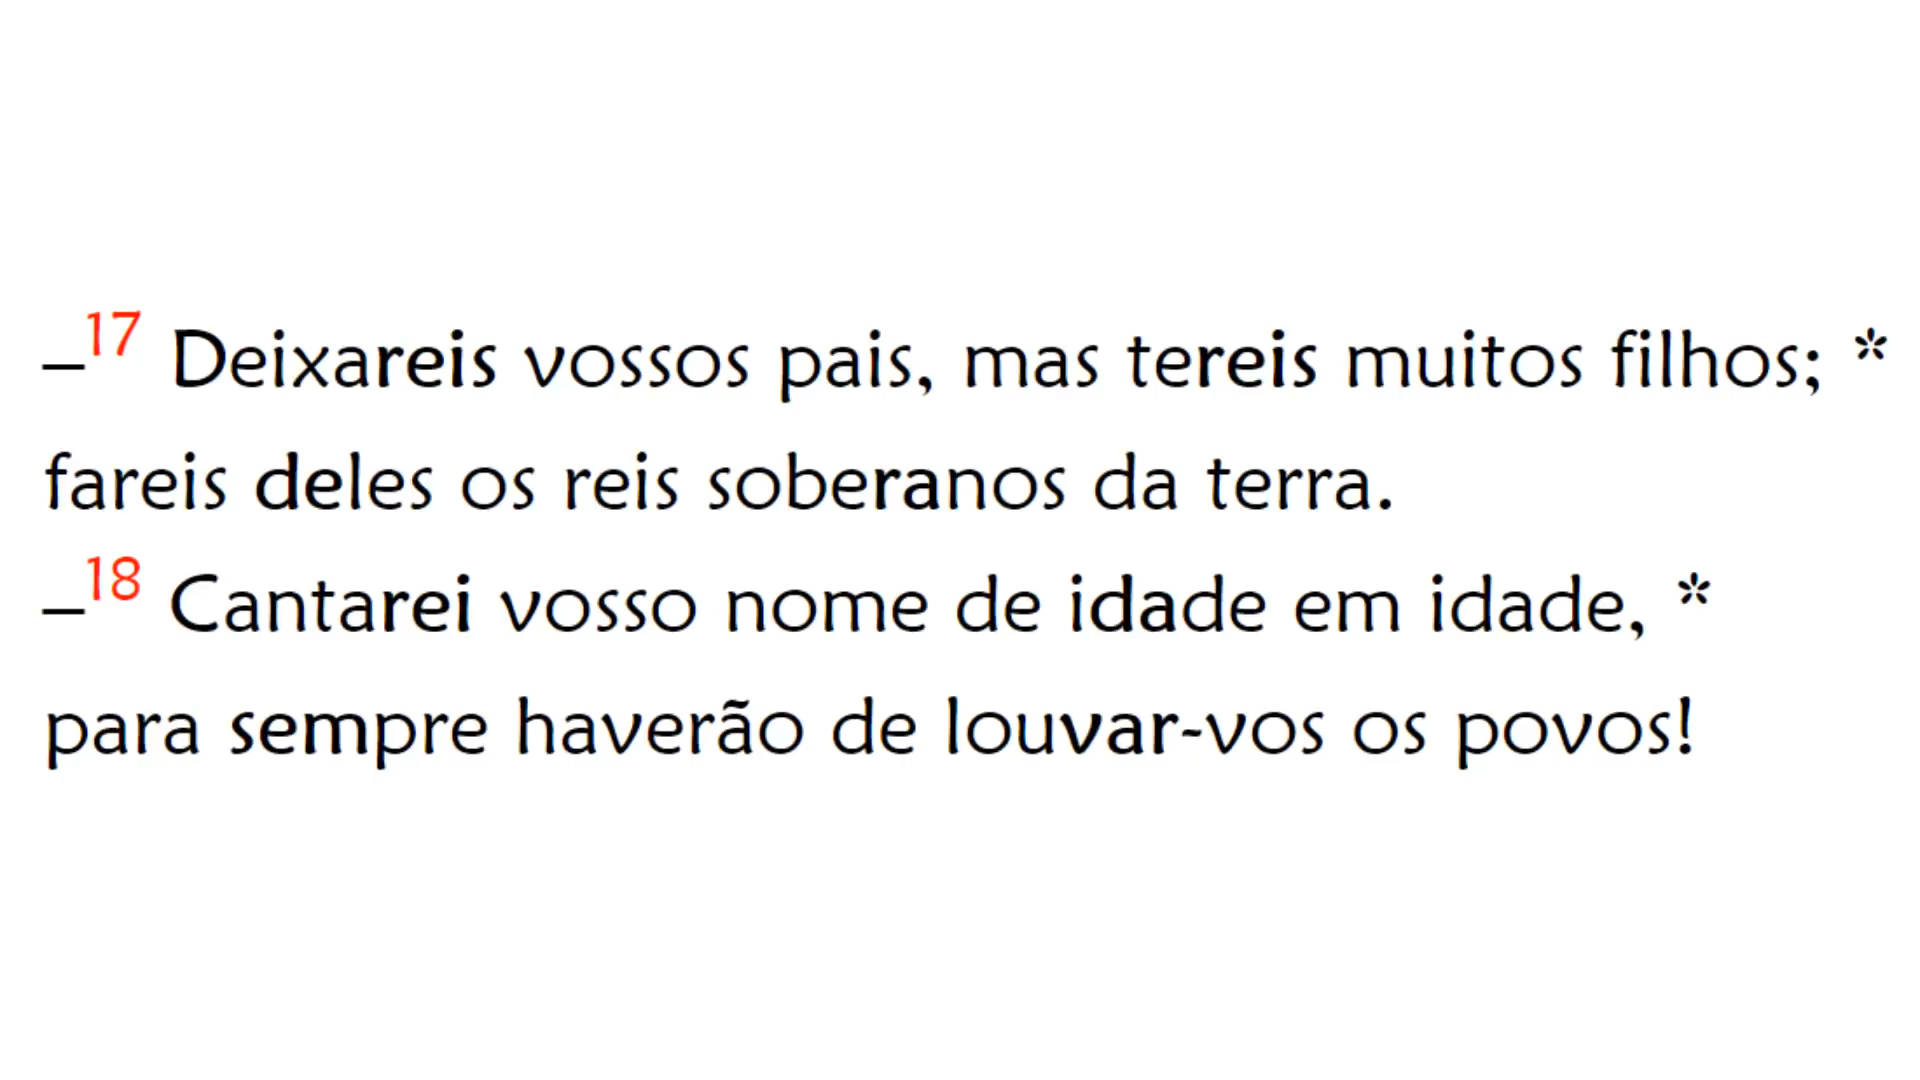 –17 Deixareis vossos pais, mas tereis muitos filhos; *
fareis deles os reis soberanos da terra.
–18 Cantarei vosso nome de idade em idade, *
para sempre haverão de louvar-vos os povos!